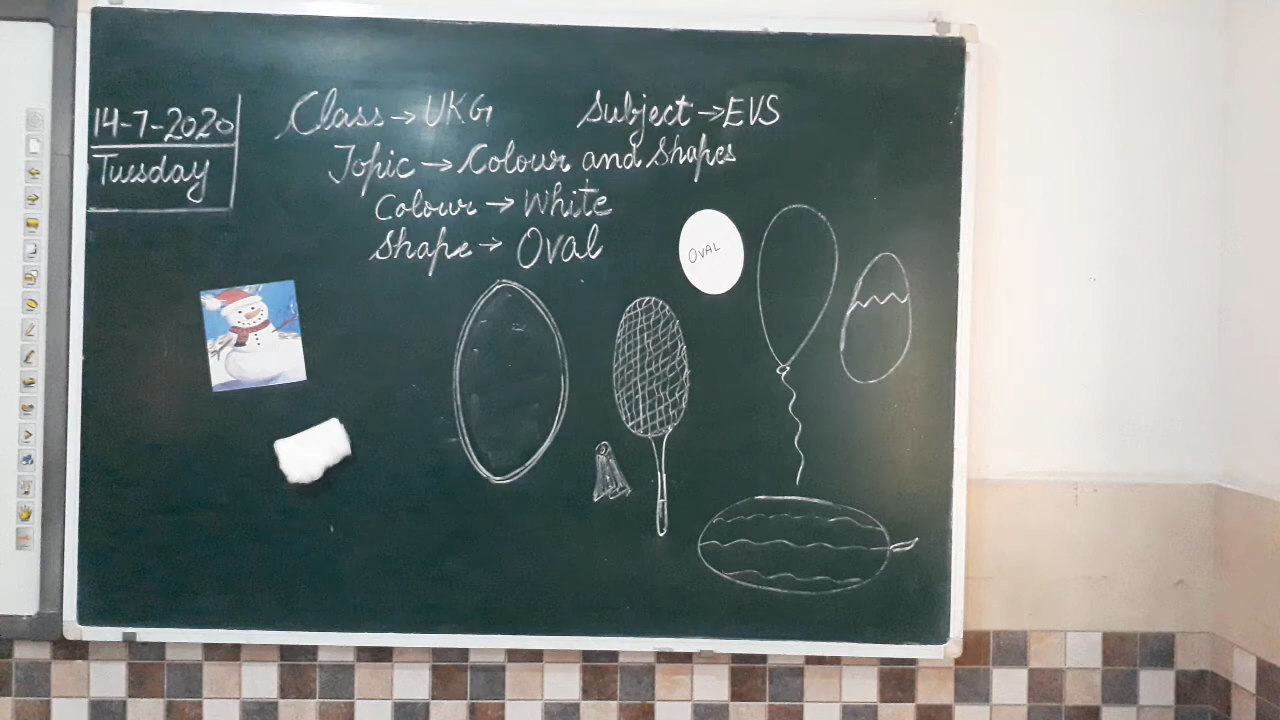 14-7-2020
Tuesday
Class → UKG
Subject → EVS
Topic → Colour and Shapes
Colour → White
Shape → Oval
OVAL